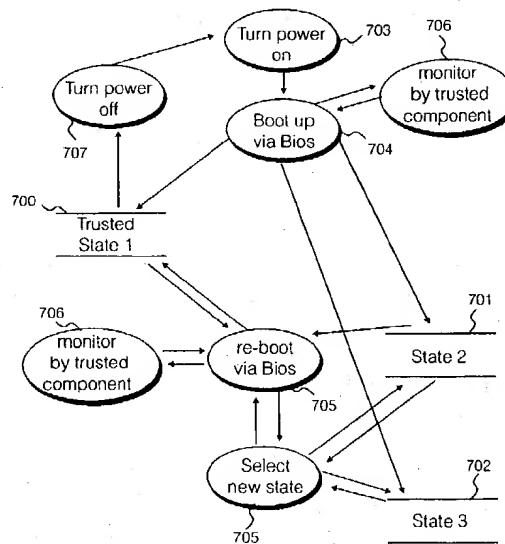 Turn power
on
703
706
monitor
by trusted
component
Turn power
off
707
Boot up
via Bios
704
700
Trusted
State 1
701
State 2
706
monitor
by trusted
component
re-boot
via Bios
705
Select
new state
705
702
State 3